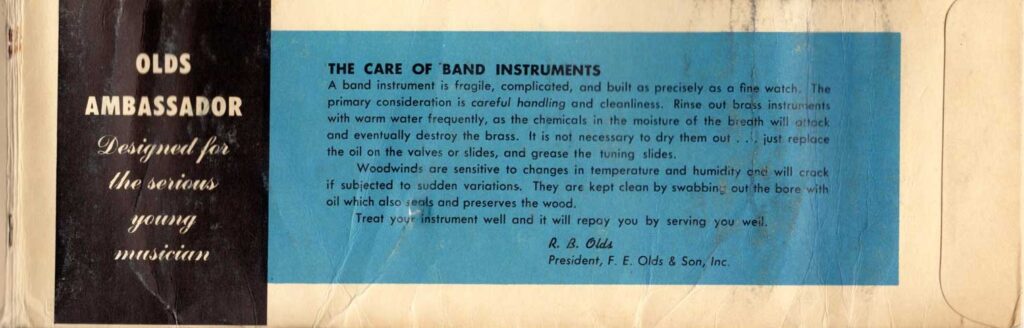 OLDS
AMBASSADOR
Designed for
the serious
young
musician
THE CARE OF BAND INSTRUMENTS
A band instrument is fragile, complicated, and built as precisely as a fine watch. The
primary consideration is careful handling and cleanliness. Rinse out brass instruments
with warm water frequently, as the chemicals in the moisture of the breath will attack
and eventually destroy the brass. It is not necessary to dry them out . . . just replace
the oil on the valves or slides, and grease the tuning slides.
Woodwinds are sensitive to changes in temperature and humidity and will crack
if subjected to sudden variations. They are kept clean by swabbing out the bore with
oil which also seals and preserves the wood.
Treat your instrument well and it will repay you by serving you well.
R. B. Olds
President, F. E. Olds & Son, Inc.